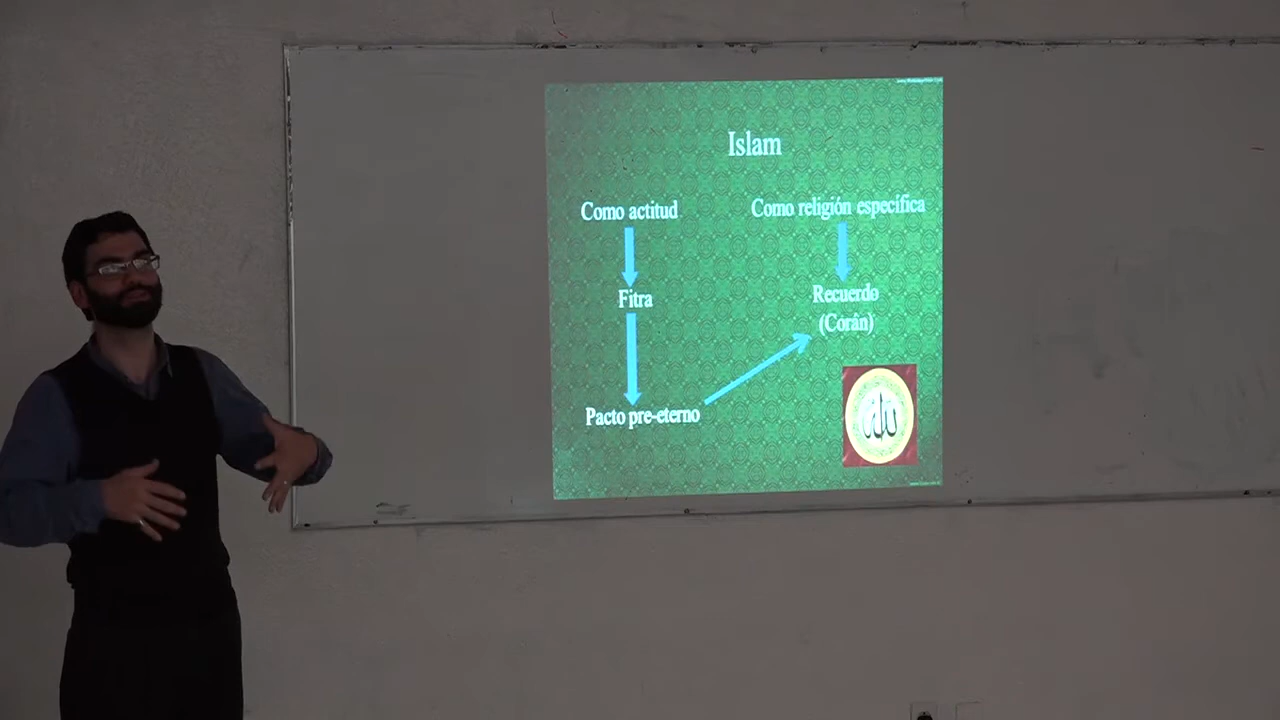 Islam
Como actitud
Como religión específica
Fitra
Recuerdo
(Corán)
Pacto pre-eterno